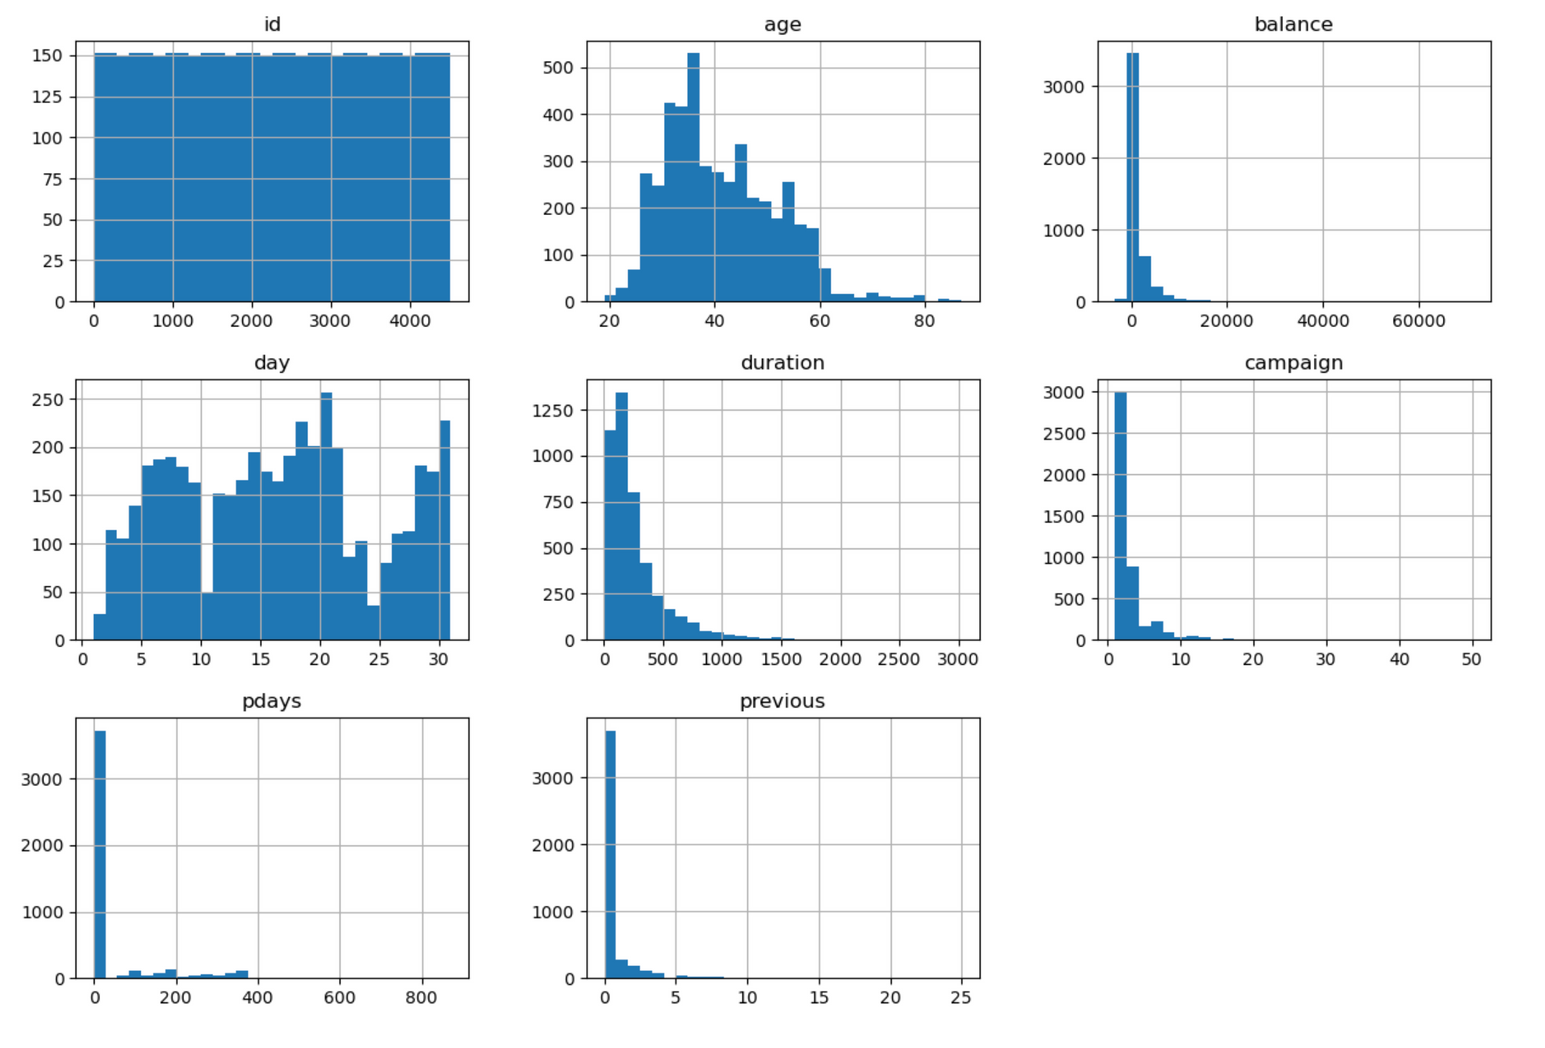 id
age
balance
150
125
100
75
50
25
0
0 1000 2000 3000 4000
500
400
300
200
100
0
20 40 60 80
3000
2000
1000
0
0 20000 40000 60000
day
duration
campaign
250
200
150
100
50
0
0 5 10 15 20 25 30
1250
1000
750
500
250
0
0 500 1000 1500 2000 2500 3000
3000
2500
2000
1500
1000
500
0
0 10 20 30 40 50
pdays
previous
3000
2000
1000
0
0 200 400 600 800
3000
2000
1000
0
0 5 10 15 20 25